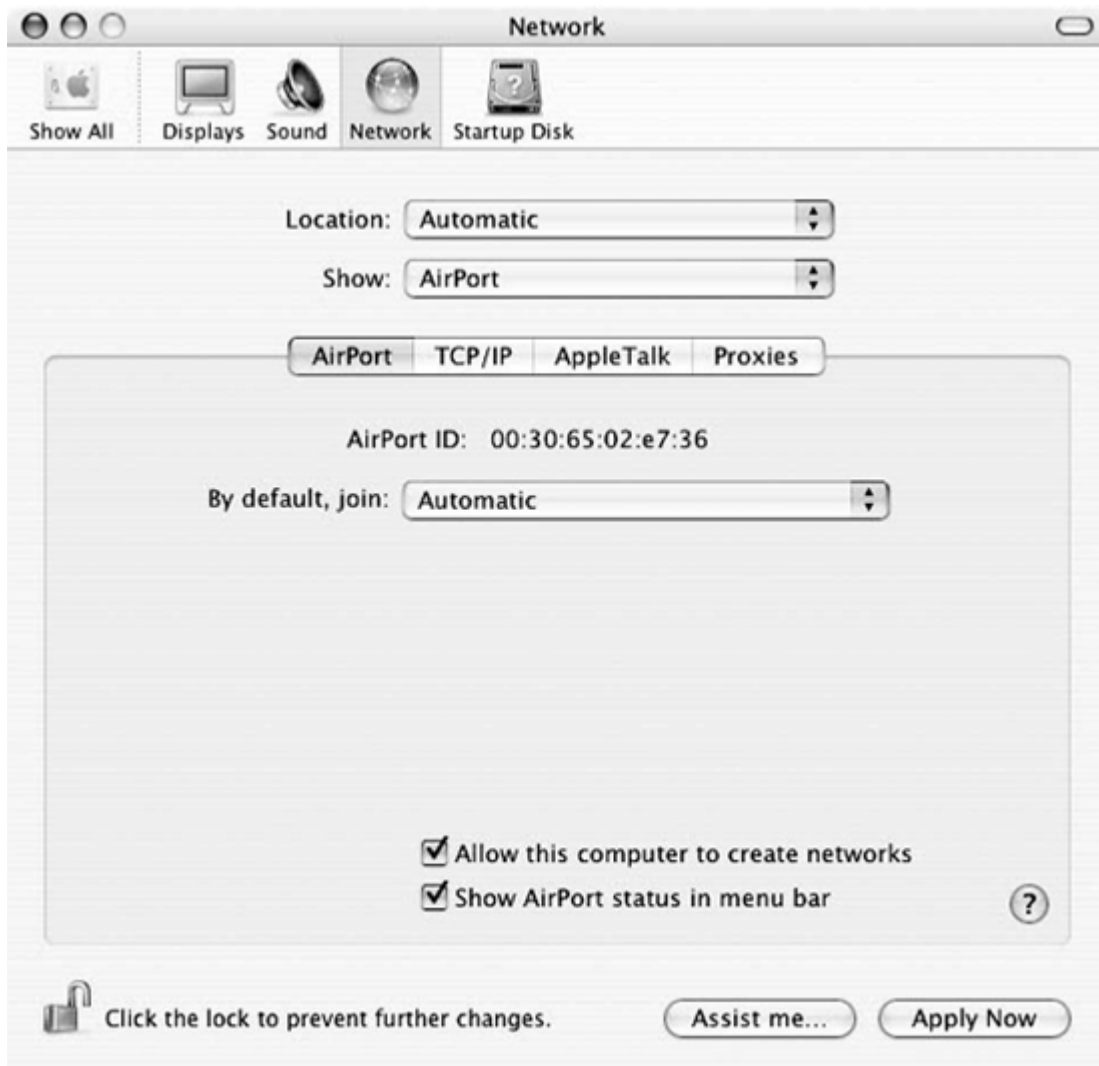 Network
Show All Displays Sound Network Startup Disk
Location: Automatic
Show: AirPort
AirPort TCP/IP AppleTalk Proxies
AirPort ID: 00:30:65:02:e7:36
By default, join: Automatic
Allow this computer to create networks
Show AirPort status in menu bar
?
Click the lock to prevent further changes. Assist me... Apply Now